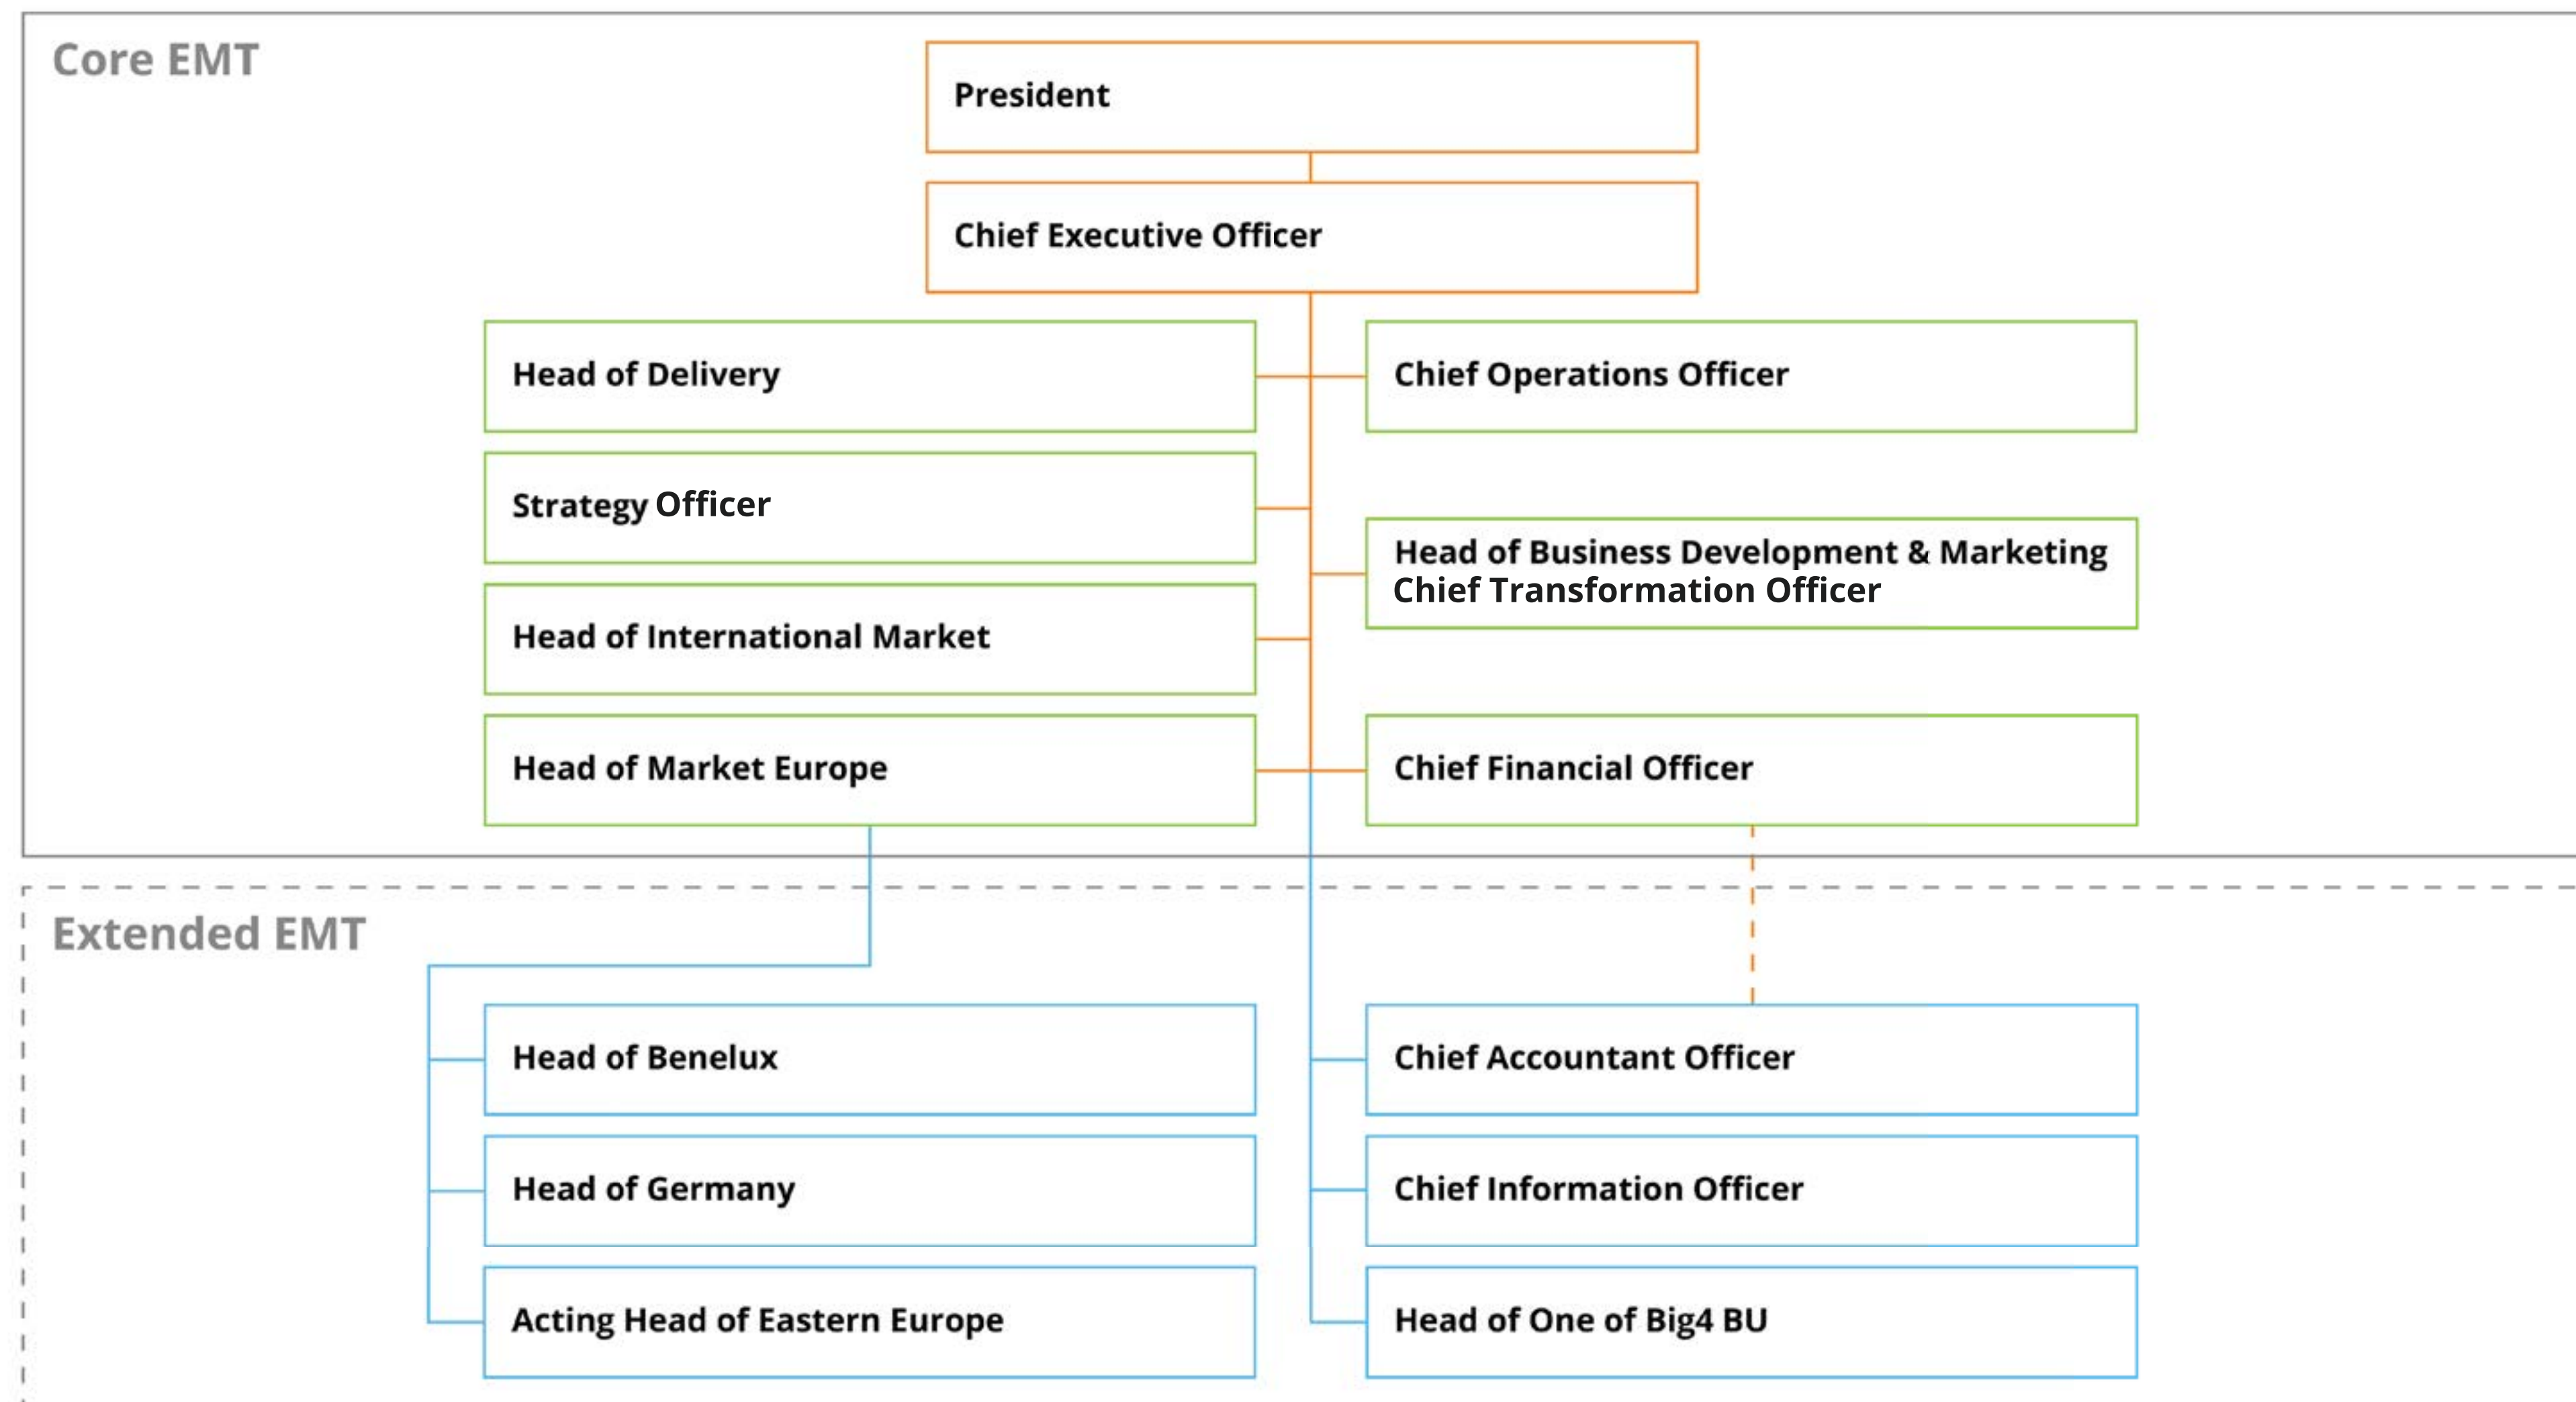 Core EMT
President
Chief Executive Officer
Head of Delivery
Chief Operations Officer
Strategy Officer
Head of Business Development & Marketing
Chief Transformation Officer
Head of International Market
Head of Market Europe
Chief Financial Officer
Extended EMT
Head of Benelux
Chief Accountant Officer
Head of Germany
Chief Information Officer
Acting Head of Eastern Europe
Head of One of Big4 BU